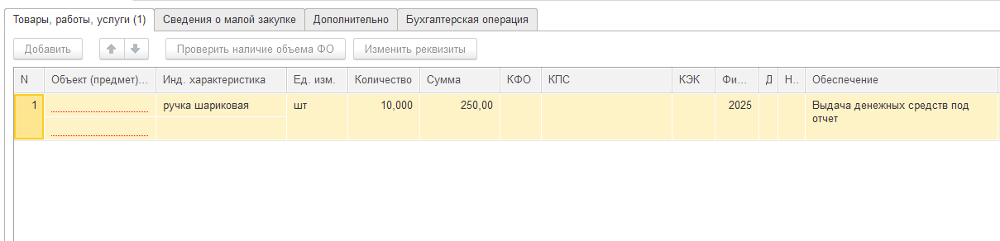 Товары, работы, услуги (1) Сведения о малой закупке Дополнительно Бухгалтерская операция
Добавить Проверить наличие объема ФО Изменить реквизиты
N Объект (предмет)... Инд. характеристика Ед. изм. Количество Сумма КФО КПС КЭК Фи... Д Н.. Обеспечение
1 ручка шариковая шт 10,000 250,00 2025 Выдача денежных средств под
отчет